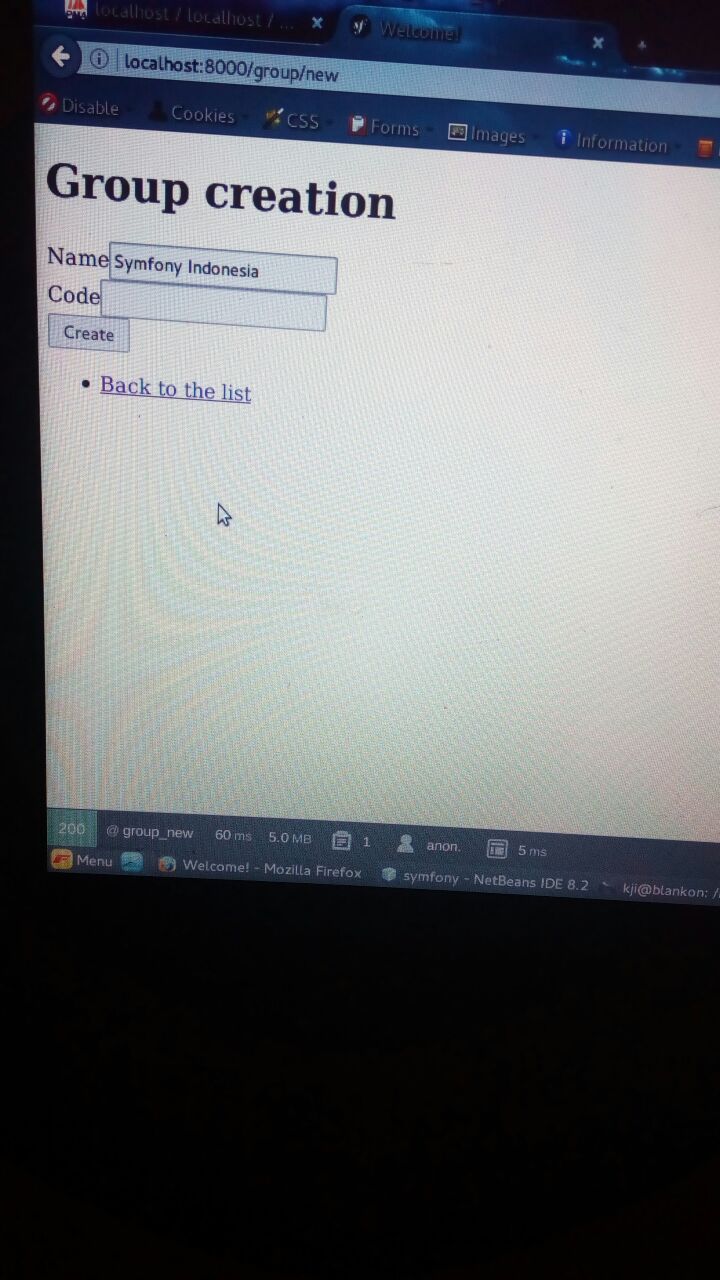 localhost / localhost / ...
Welcome!
localhost:8000/group/new
Disable Cookies CSS Forms Images Information
Group creation
Name Symfony Indonesia
Code
Create
Back to the list
200 @ group_new 60 ms 5.0 MB 1 anon. 5 ms
Menu Welcome! - Mozilla Firefox symfony - NetBeans IDE 8.2 kji@blankon: /